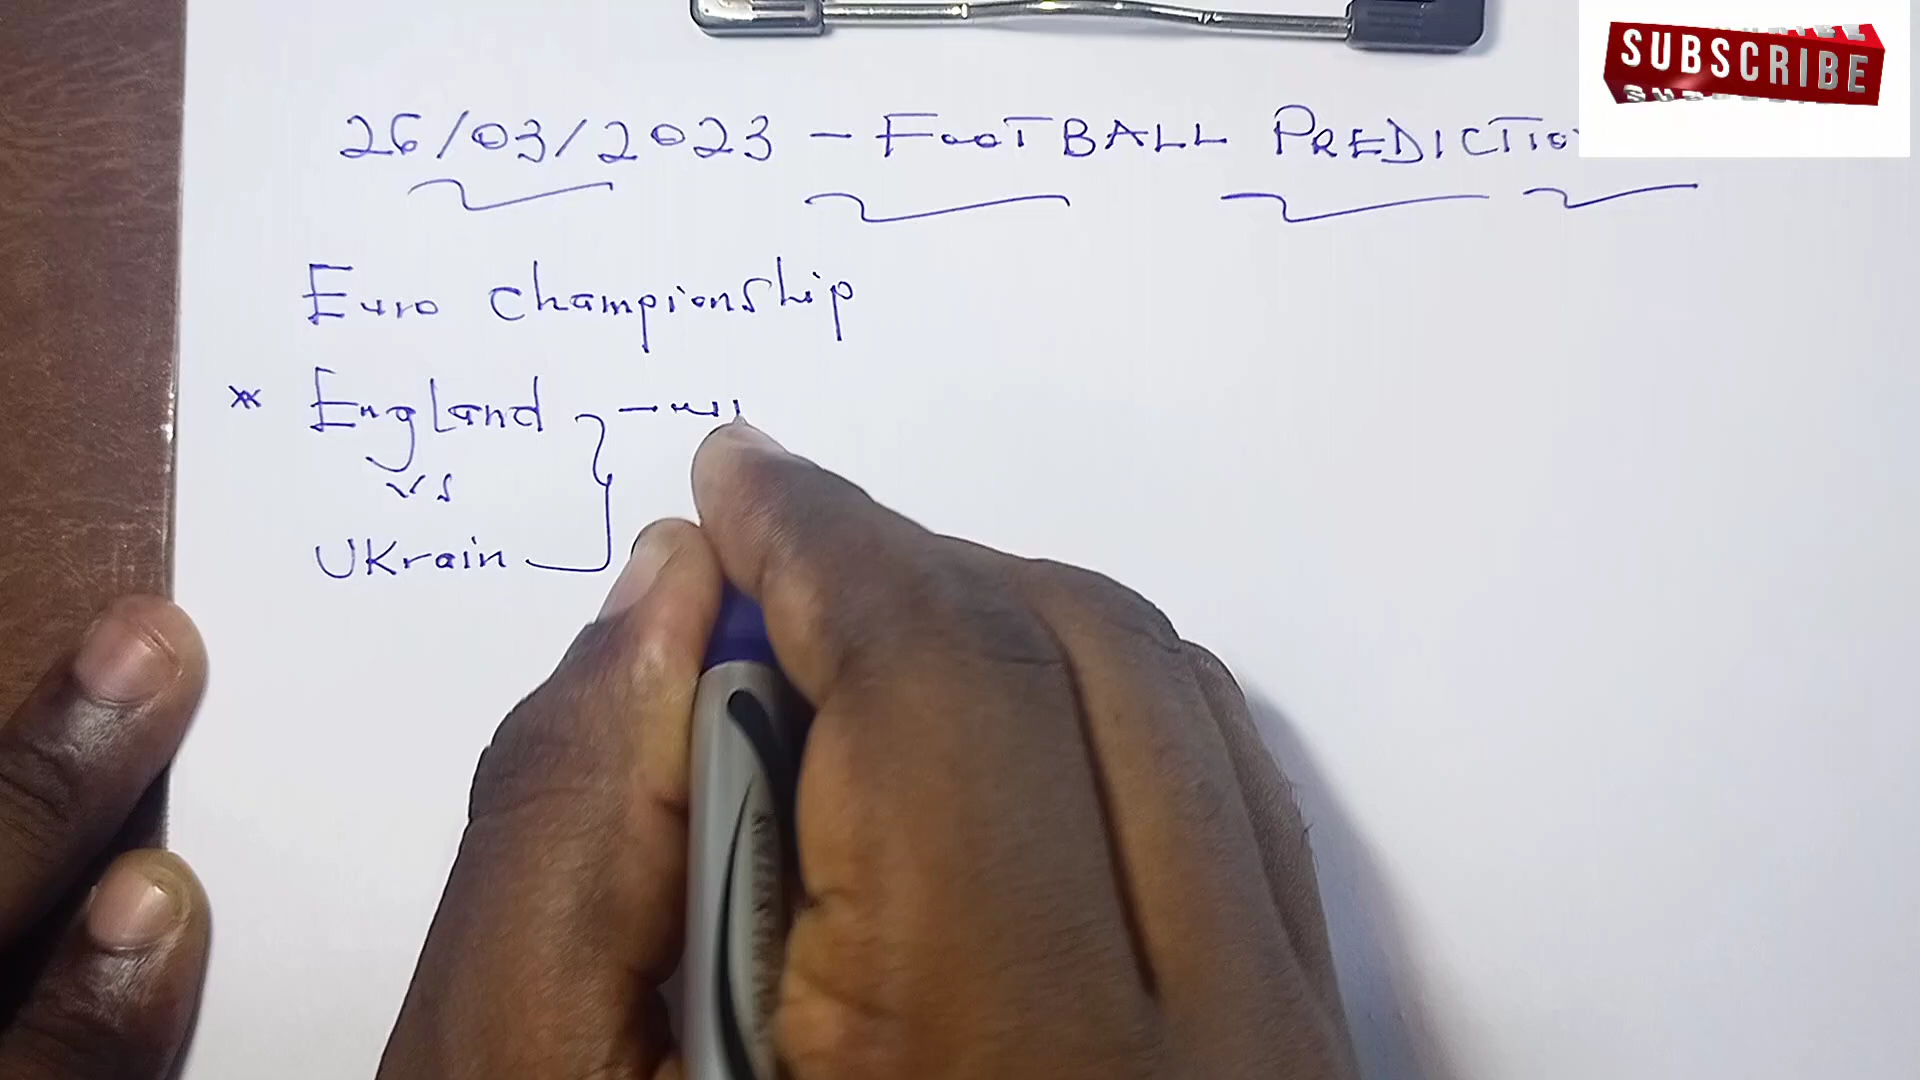 SUBSCRIBE
26/03/2023 - FooTBALL PREDICTIO
Euro championship
* England
vs
UKrain